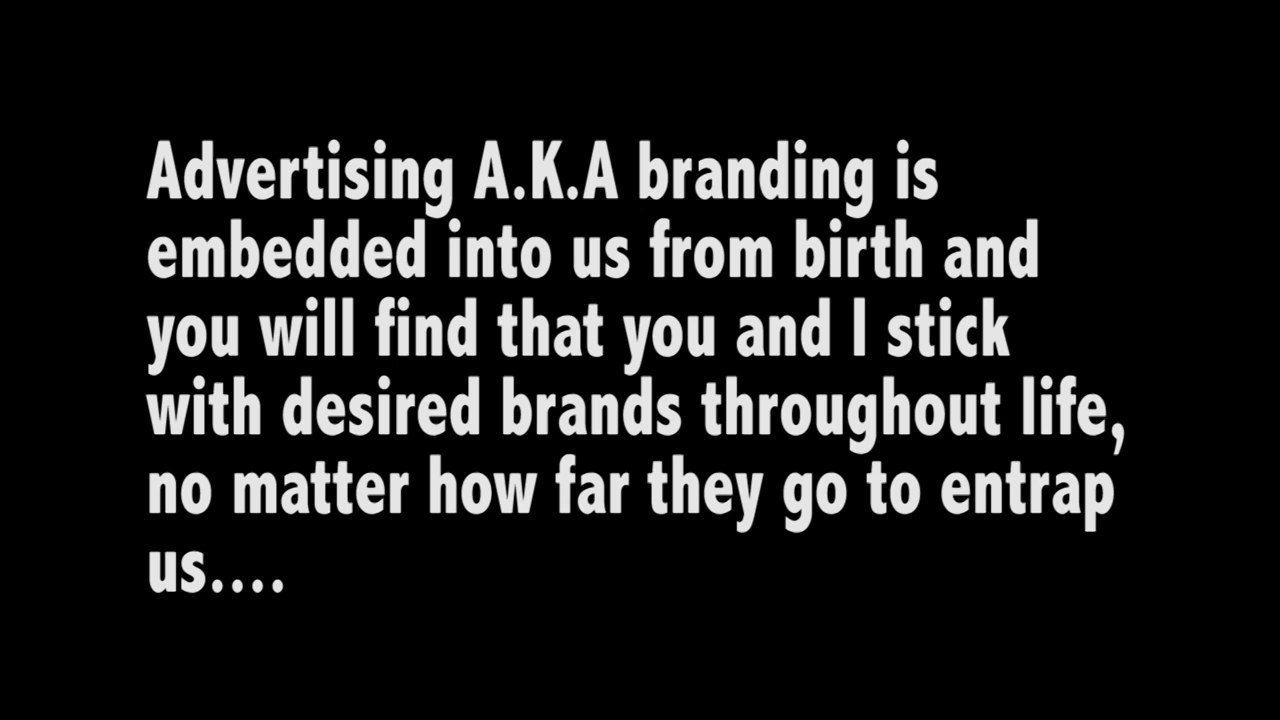 Advertising A.K.A branding is
embedded into us from birth and
you will find that you and I stick
with desired brands throughout life,
no matter how far they go to entrap
us....